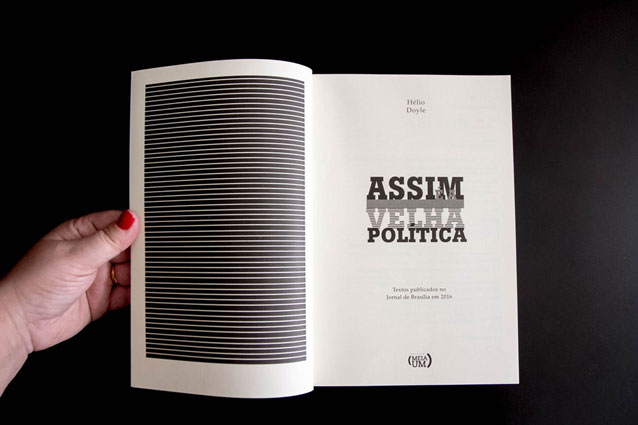 Hélio
Doyle
ASSIM
É A
VELHA
POLÍTICA
Textos publicados no
Jornal de Brasília em 2016
(MEIA
UM)